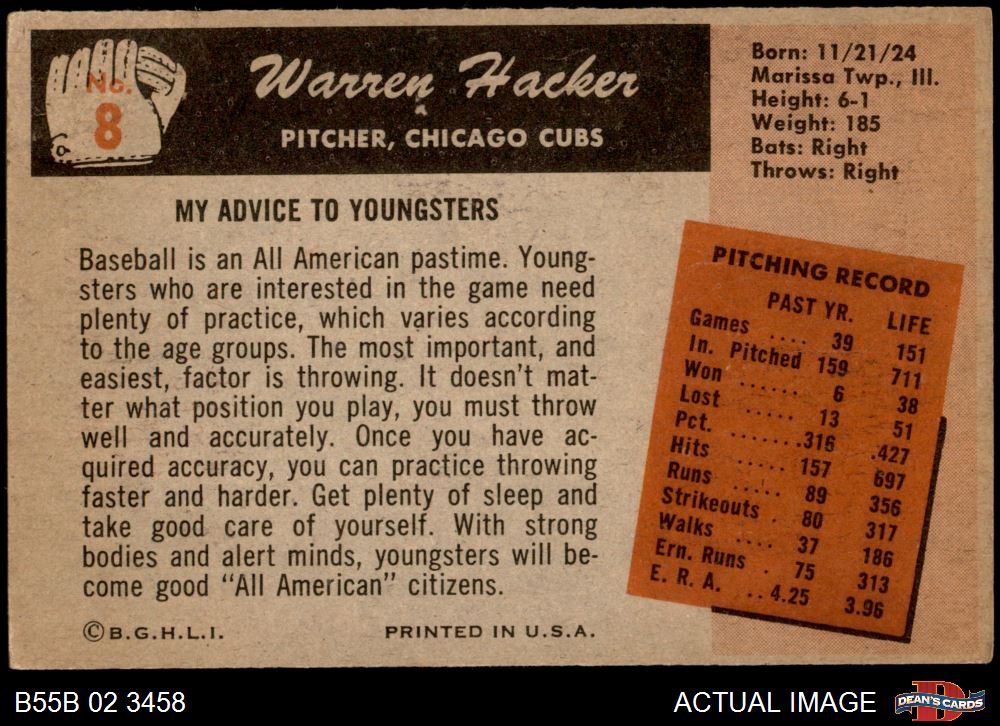 No.
8
Warren Hacker
PITCHER, CHICAGO CUBS
Born: 11/21/24
Marissa Twp., Ill.
Height: 6-1
Weight: 185
Bats: Right
Throws: Right
MY ADVICE TO YOUNGSTERS
Baseball is an All American pastime. Young-
sters who are interested in the game need
plenty of practice, which varies according
to the age groups. The most important, and
easiest, factor is throwing. It doesn't mat-
ter what position you play, you must throw
well and accurately. Once you have ac-
quired accuracy, you can practice throwing
faster and harder. Get plenty of sleep and
take good care of yourself. With strong
bodies and alert minds, youngsters will be-
come good "All American" citizens.
©B.G.H.L.I. PRINTED IN U.S.A.
PITCHING RECORD
PAST YR. LIFE
Games .... 39 151
In. Pitched 159 711
Won ...... 6 38
Lost ..... 13 51
Pct. .......316 .427
Hits ...... 157 697
Runs ..... 89 356
Strikeouts . 80 317
Walks .... 37 186
Ern. Runs . 75 313
E. R. A. .. 4.25 3.96
B55B 02 3458
ACTUAL IMAGE
D
DEAN'S CARDS